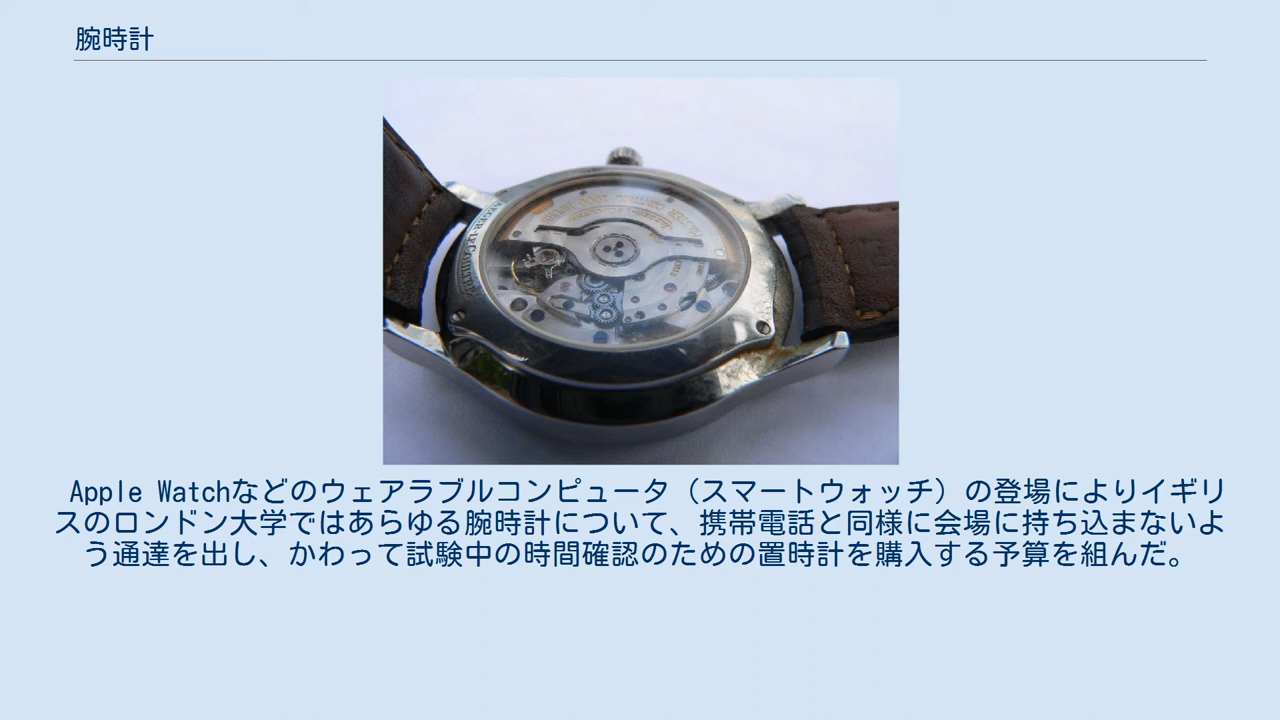 腕時計
Apple Watchなどのウェアラブルコンピュータ（スマートウォッチ）の登場によりイギリ
スのロンドン大学ではあらゆる腕時計について、携帯電話と同様に会場に持ち込まないよ
う通達を出し、かわって試験中の時間確認のための置時計を購入する予算を組んだ。